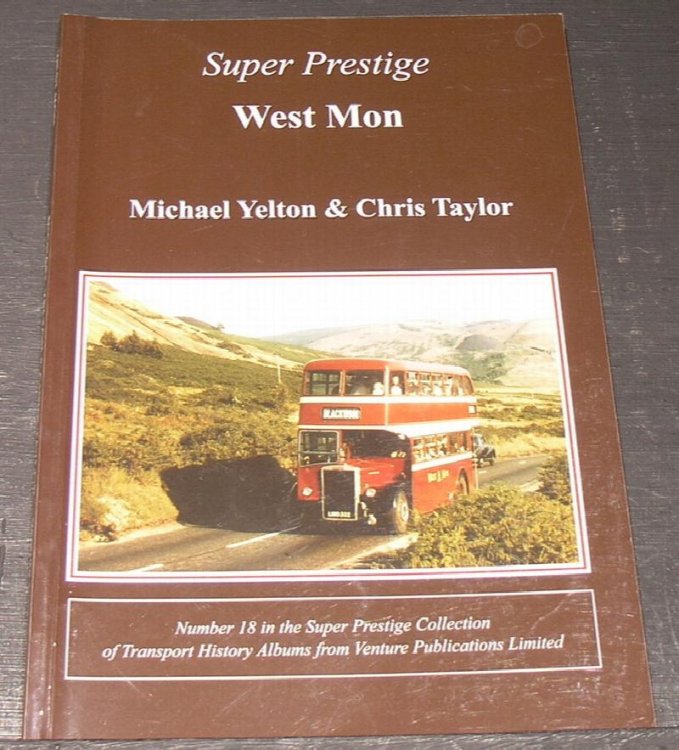 Super Prestige
West Mon
Michael Yelton & Chris Taylor
BLACKWOOD
Number 18 in the Super Prestige Collection
of Transport History Albums from Venture Publications Limited